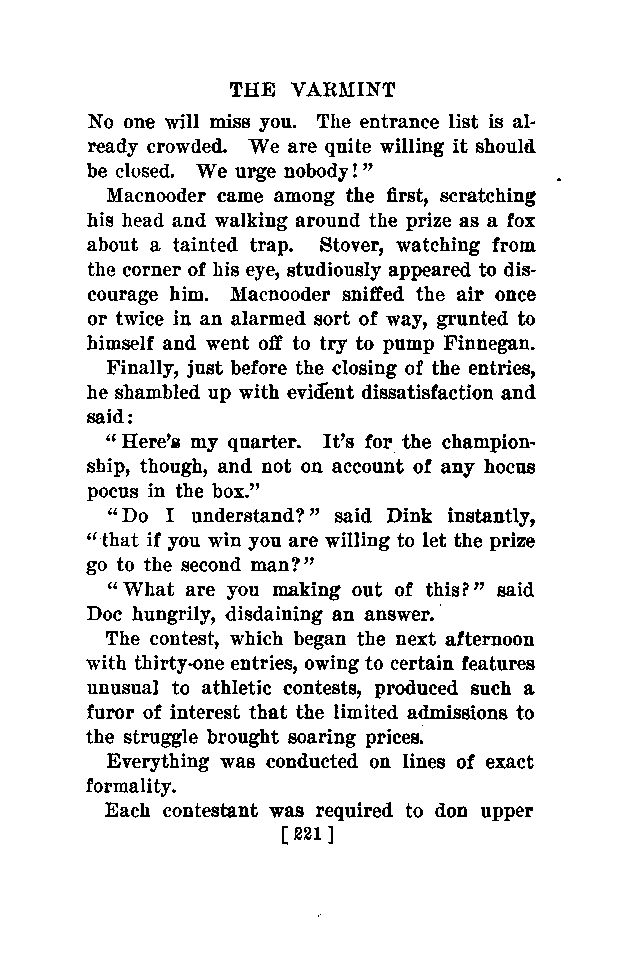 THE VARMINT
No one will miss you. The entrance list is al-
ready crowded. We are quite willing it should
be closed. We urge nobody!"
Macnooder came among the first, scratching
his head and walking around the prize as a fox
about a tainted trap. Stover, watching from
the corner of his eye, studiously appeared to dis-
courage him. Macnooder sniffed the air once
or twice in an alarmed sort of way, grunted to
himself and went off to try to pump Finnegan.
Finally, just before the closing of the entries,
he shambled up with evident dissatisfaction and
said:
"Here's my quarter. It's for the champion-
ship, though, and not on account of any hocus
pocus in the box."
"Do I understand?" said Dink instantly,
"that if you win you are willing to let the prize
go to the second man?"
"What are you making out of this?" said
Doc hungrily, disdaining an answer.
The contest, which began the next afternoon
with thirty-one entries, owing to certain features
unusual to athletic contests, produced such a
furor of interest that the limited admissions to
the struggle brought soaring prices.
Everything was conducted on lines of exact
formality.
Each contestant was required to don upper
[221]